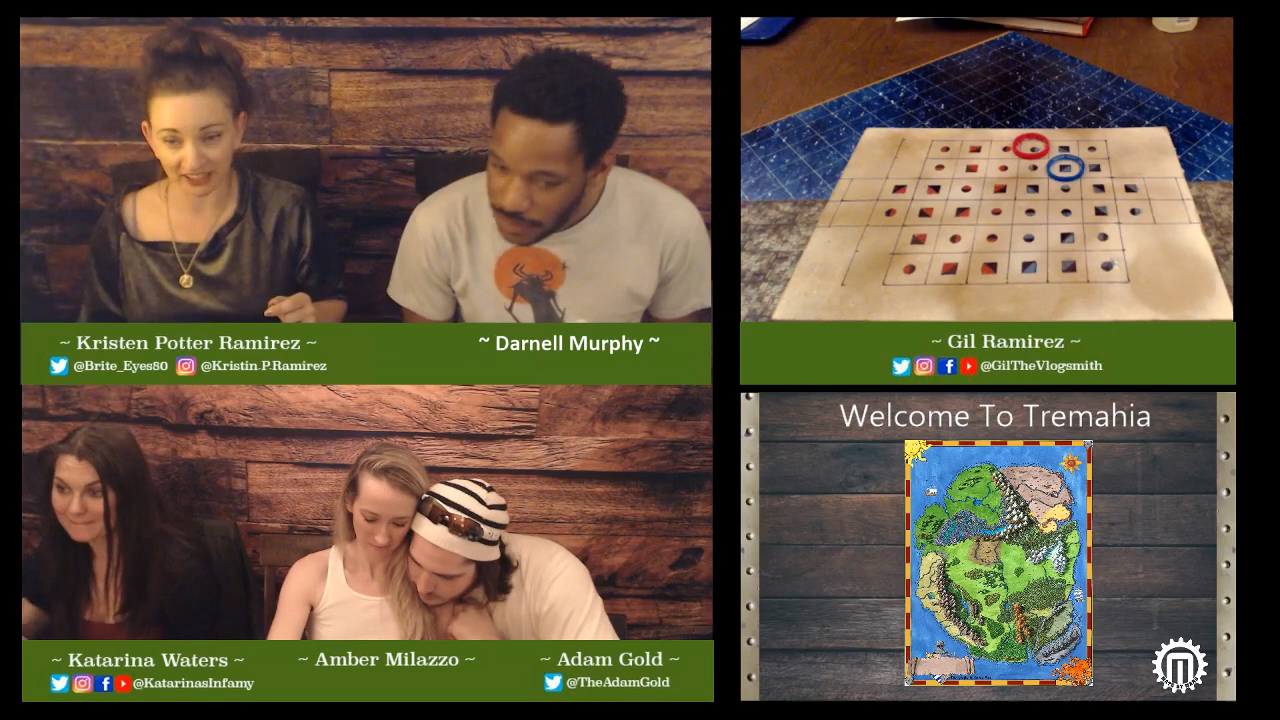 ~ Kristen Potter Ramirez ~
@Brite_Eyes80 @Kristin.P.Ramirez
~ Darnell Murphy ~
~ Gil Ramirez ~
@GilTheVlogsmith
Welcome To Tremahia
~ Katarina Waters ~
@KatarinasInfamy
~ Amber Milazzo ~
~ Adam Gold ~
@TheAdamGold